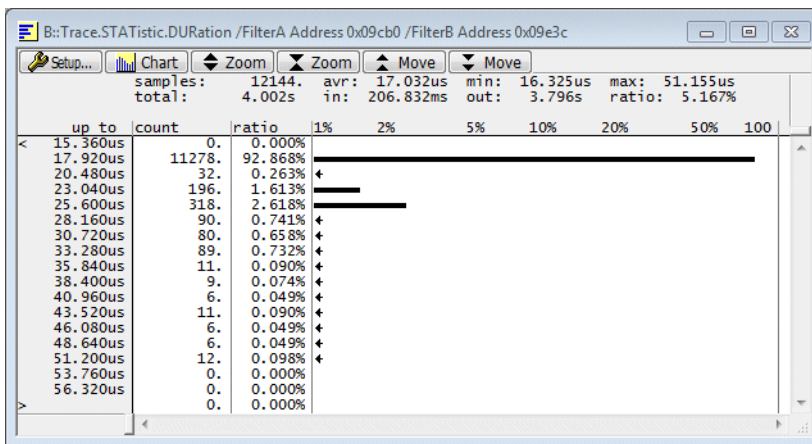 B::Trace.STATistic.DURation /FilterA Address 0x09cb0 /FilterB Address 0x09e3c
Setup... Chart Zoom Zoom Move Move
samples: 12144. avr: 17.032us min: 16.325us max: 51.155us
total: 4.002s in: 206.832ms out: 3.796s ratio: 5.167%
up to count ratio 1% 2% 5% 10% 20% 50% 100
< 15.360us 0. 0.000%
17.920us 11278. 92.868%
20.480us 32. 0.263%
23.040us 196. 1.613%
25.600us 318. 2.618%
28.160us 90. 0.741%
30.720us 80. 0.658%
33.280us 89. 0.732%
35.840us 11. 0.090%
38.400us 9. 0.074%
40.960us 6. 0.049%
43.520us 11. 0.090%
46.080us 6. 0.049%
48.640us 6. 0.049%
51.200us 12. 0.098%
53.760us 0. 0.000%
56.320us 0. 0.000%
> 0. 0.000%